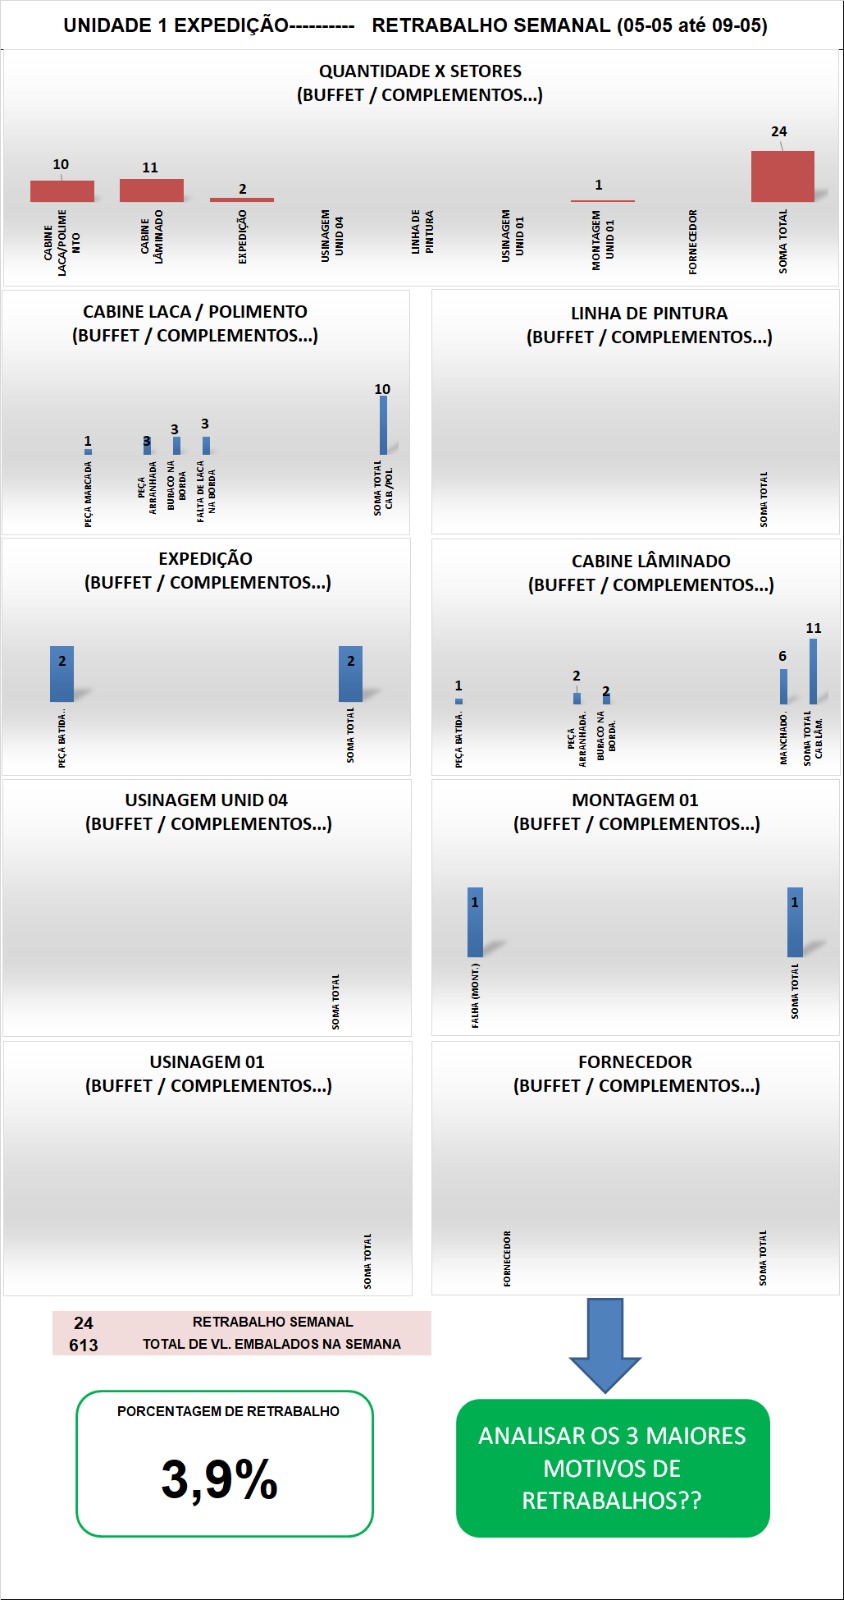 UNIDADE 1 EXPEDIÇÃO---------- RETRABALHO SEMANAL (05-05 até 09-05)
QUANTIDADE X SETORES
(BUFFET / COMPLEMENTOS...)
10
11
2
1
24
CABINE
LACA/POLIME
NTO
CABINE
LÂMINADO
EXPEDIÇÃO
USINAGEM
UNID 04
LINHA DE
PINTURA
USINAGEM
UNID 01
MONTAGEM
UNID 01
FORNECEDOR
SOMA TOTAL
CABINE LACA / POLIMENTO
(BUFFET / COMPLEMENTOS...)
1
3
3
3
10
PEÇA MARCADA
PEÇA
ARRANHADA
BURACO NA
BORDA
FALTA DE LACA
NA BORDA
SOMA TOTAL
CAB./POL.
LINHA DE PINTURA
(BUFFET / COMPLEMENTOS...)
SOMA TOTAL
EXPEDIÇÃO
(BUFFET / COMPLEMENTOS...)
2
2
PEÇA BATIDA..
SOMA TOTAL
CABINE LÂMINADO
(BUFFET / COMPLEMENTOS...)
1
2
2
6
11
PEÇA BATIDA.
PEÇA
ARRANHADA.
BURACO NA
BORDA.
MANCHADO.
SOMA TOTAL
CAB.LÂM.
USINAGEM UNID 04
(BUFFET / COMPLEMENTOS...)
SOMA TOTAL
MONTAGEM 01
(BUFFET / COMPLEMENTOS...)
1
1
FALHA (MONT.)
SOMA TOTAL
USINAGEM 01
(BUFFET / COMPLEMENTOS...)
SOMA TOTAL
FORNECEDOR
(BUFFET / COMPLEMENTOS...)
FORNECEDOR
SOMA TOTAL
24 RETRABALHO SEMANAL
613 TOTAL DE VL. EMBALADOS NA SEMANA
PORCENTAGEM DE RETRABALHO
3,9%
ANALISAR OS 3 MAIORES
MOTIVOS DE
RETRABALHOS??